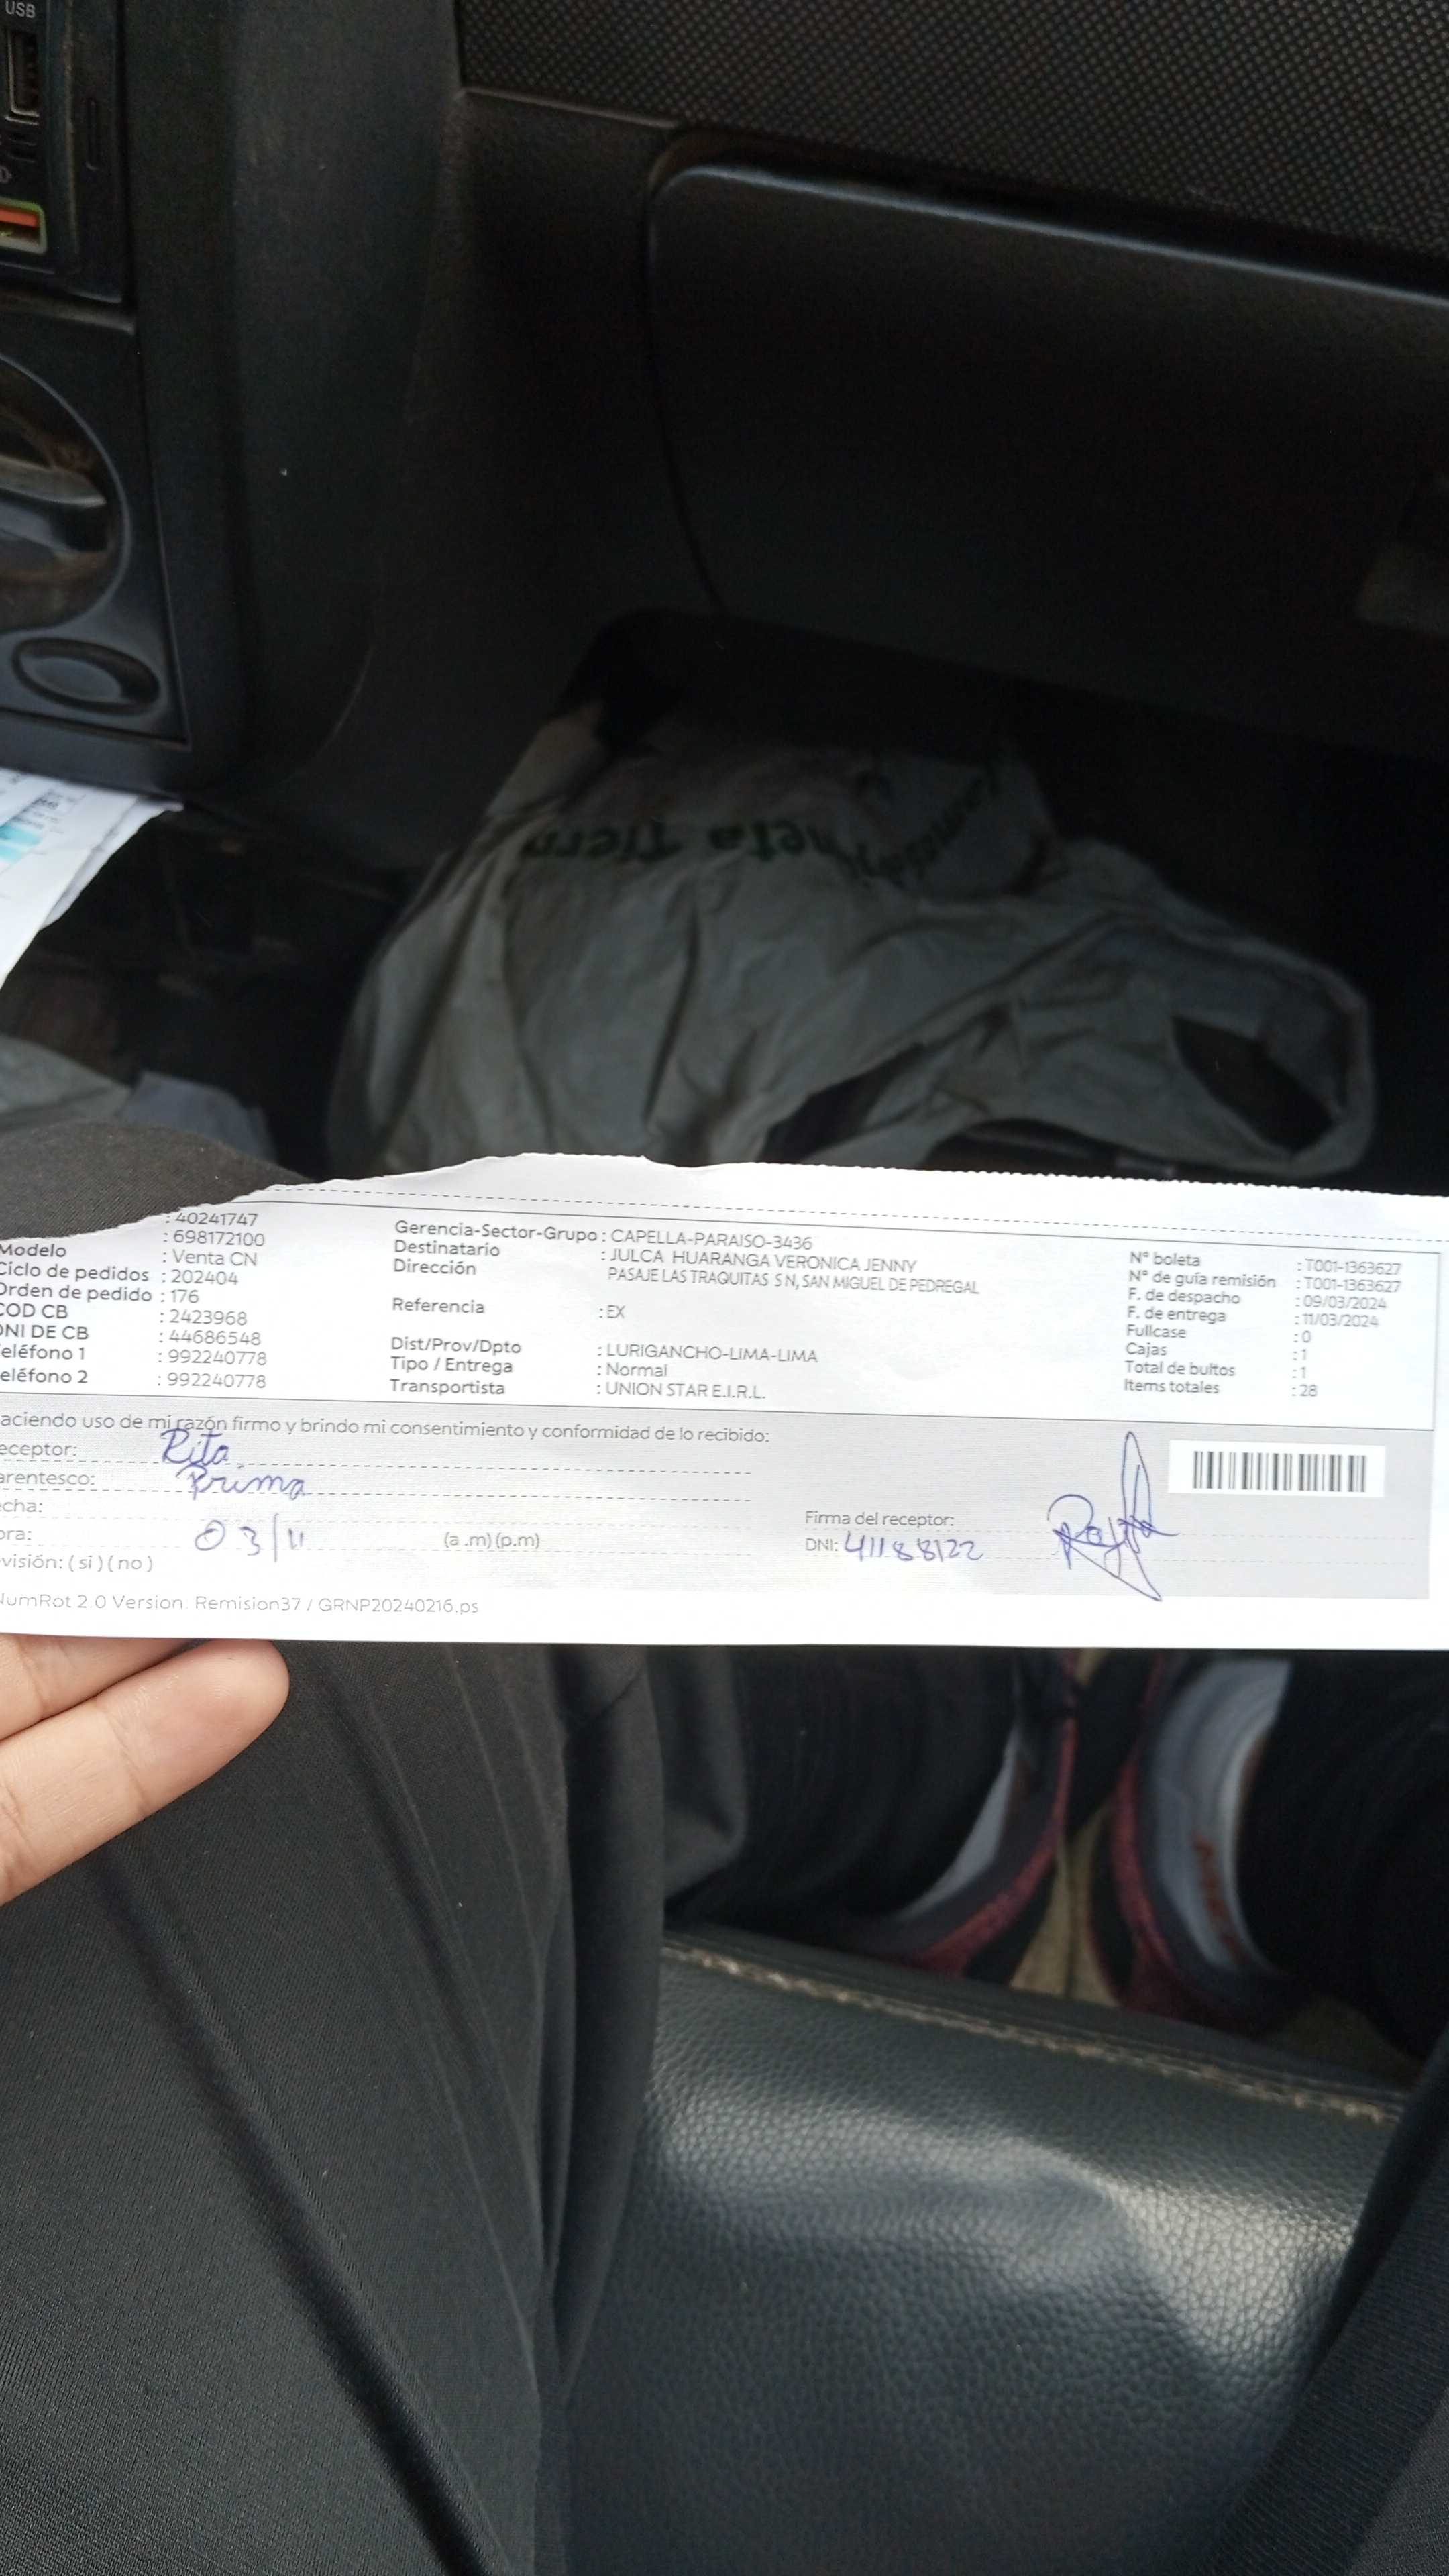 USB
: 40241747
: 698172100
Modelo : Venta CN
Ciclo de pedidos : 202404
Orden de pedido : 176
COD CB : 2423968
DNI DE CB : 44686548
eléfono 1 : 992240778
eléfono 2 : 992240778
Gerencia-Sector-Grupo : CAPELLA-PARAISO-3436
Destinatario : JULCA HUARANGA VERONICA JENNY
Dirección PASAJE LAS TRAQUITAS S N, SAN MIGUEL DE PEDREGAL
Referencia : EX
Dist/Prov/Dpto : LURIGANCHO-LIMA-LIMA
Tipo / Entrega : Normal
Transportista : UNION STAR E.I.R.L.
N° boleta : T001-1363627
N° de guía remisión : T001-1363627
F. de despacho : 09/03/2024
F. de entrega : 11/03/2024
Fullcase : 0
Cajas : 1
Total de bultos : 1
Items totales : 28
aciendo uso de mi razón firmo y brindo mi consentimiento y conformidad de lo recibido:
eceptor: Rita
arentesco: Prima
echa:
ora: 03/11 (a .m) (p.m)
visión: ( si ) ( no )
Firma del receptor:
DNI: 41188122
NumRot 2.0 Version. Remision37 / GRNP20240216.ps